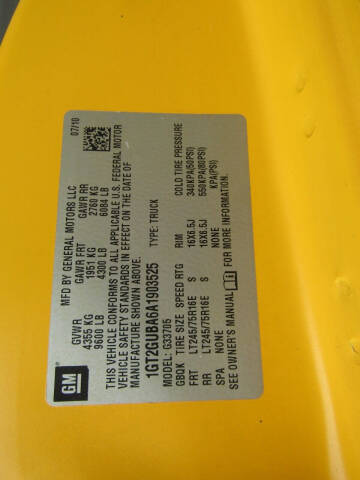 GM
MFD BY GENERAL MOTORS LLC
07/10
GVWR GAWR FRT GAWR RR
4355 KG 1951 KG 2760 KG
9600 LB 4300 LB 6084 LB
THIS VEHICLE CONFORMS TO ALL APPLICABLE U.S. FEDERAL MOTOR
VEHICLE SAFETY STANDARDS IN EFFECT ON THE DATE OF
MANUFACTURE SHOWN ABOVE.
1GT2GUBA6A1903525 TYPE: TRUCK
MODEL: G33705
GBQK TIRE SIZE SPEED RTG RIM COLD TIRE PRESSURE
FRT LT245/75R16E S 16X6.5J 340KPA(50PSI)
RR LT245/75R16E S 16X6.5J 550KPA(80PSI)
SPA NONE NONE KPA(PSI)
SEE OWNER'S MANUAL FOR MORE INFORMATION.